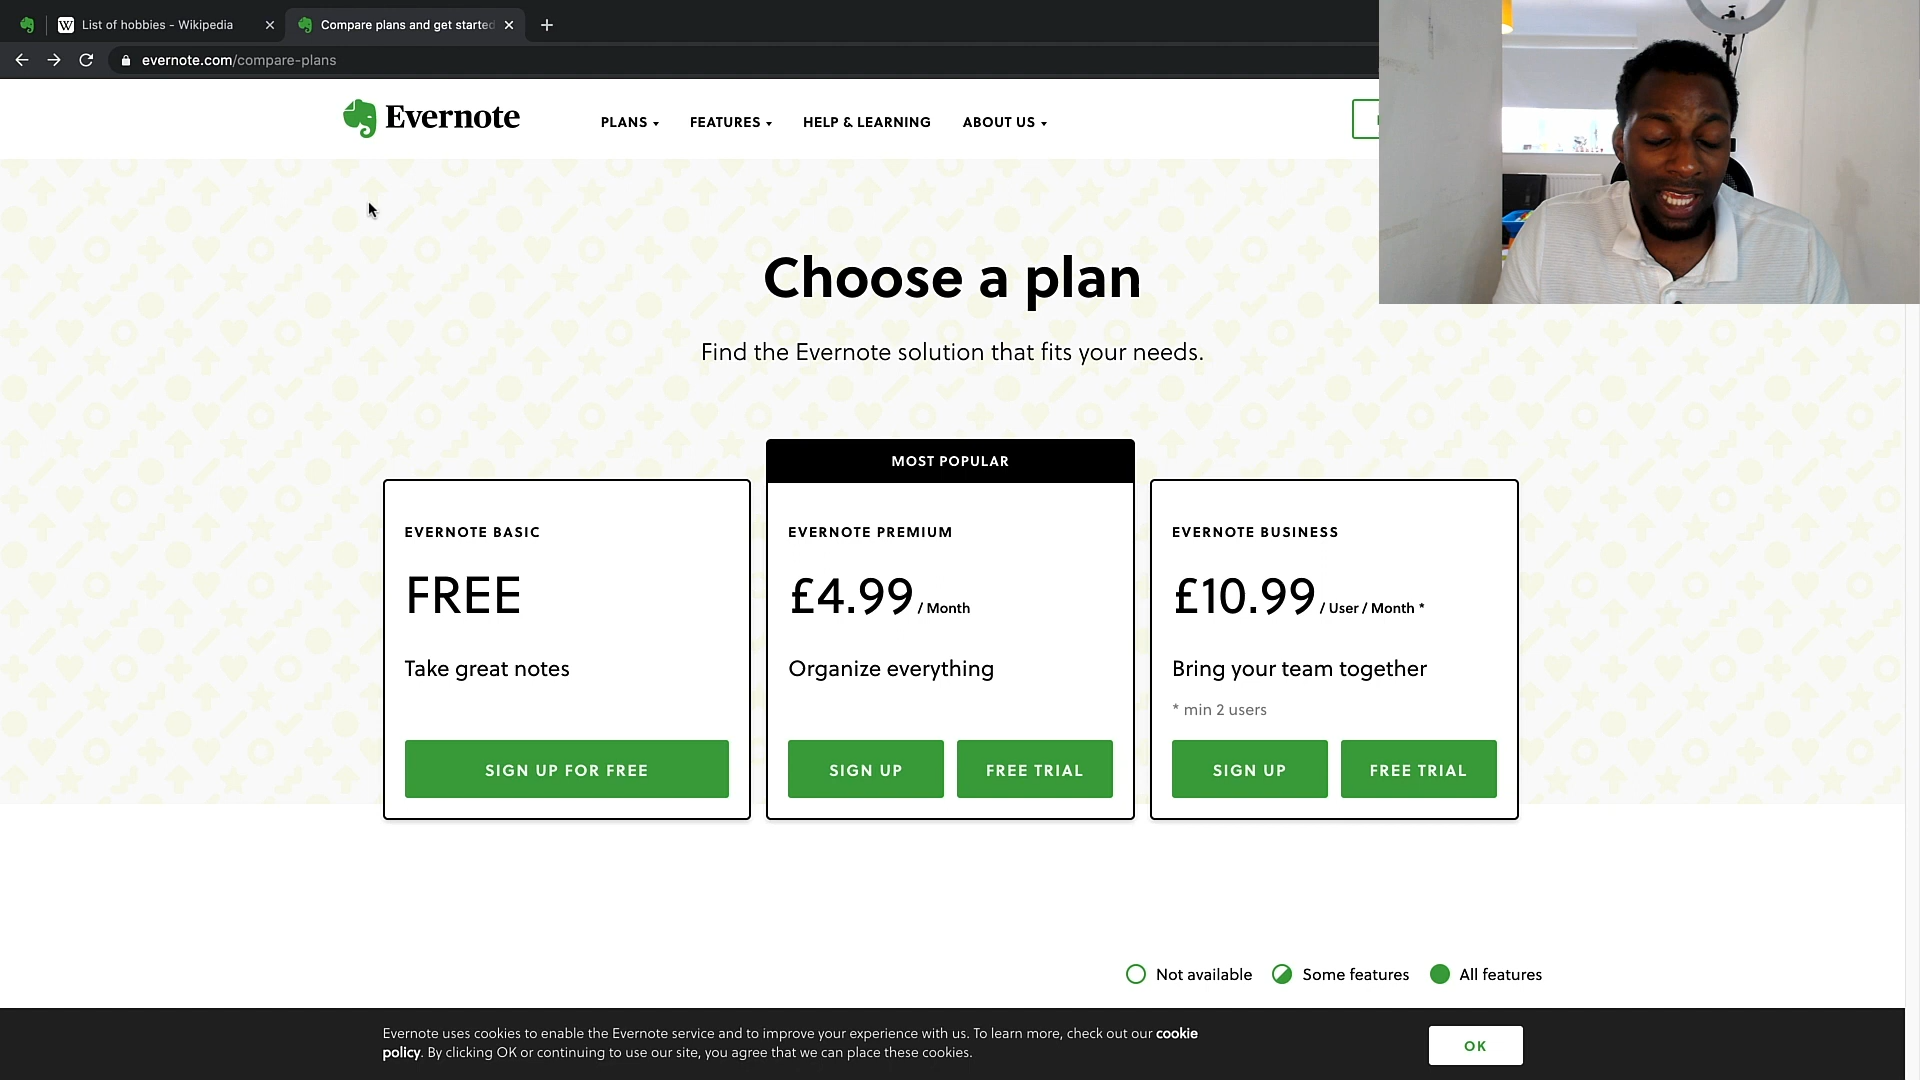 List of hobbies - Wikipedia
Compare plans and get started
evernote.com/compare-plans
Evernote
PLANS
FEATURES
HELP & LEARNING
ABOUT US
Choose a plan
Find the Evernote solution that fits your needs.
MOST POPULAR
EVERNOTE BASIC
FREE
Take great notes
SIGN UP FOR FREE
EVERNOTE PREMIUM
£4.99 / Month
Organize everything
SIGN UP
FREE TRIAL
EVERNOTE BUSINESS
£10.99 / User / Month *
Bring your team together
* min 2 users
SIGN UP
FREE TRIAL
Not available
Some features
All features
Evernote uses cookies to enable the Evernote service and to improve your experience with us. To learn more, check out our cookie
policy. By clicking OK or continuing to use our site, you agree that we can place these cookies.
OK